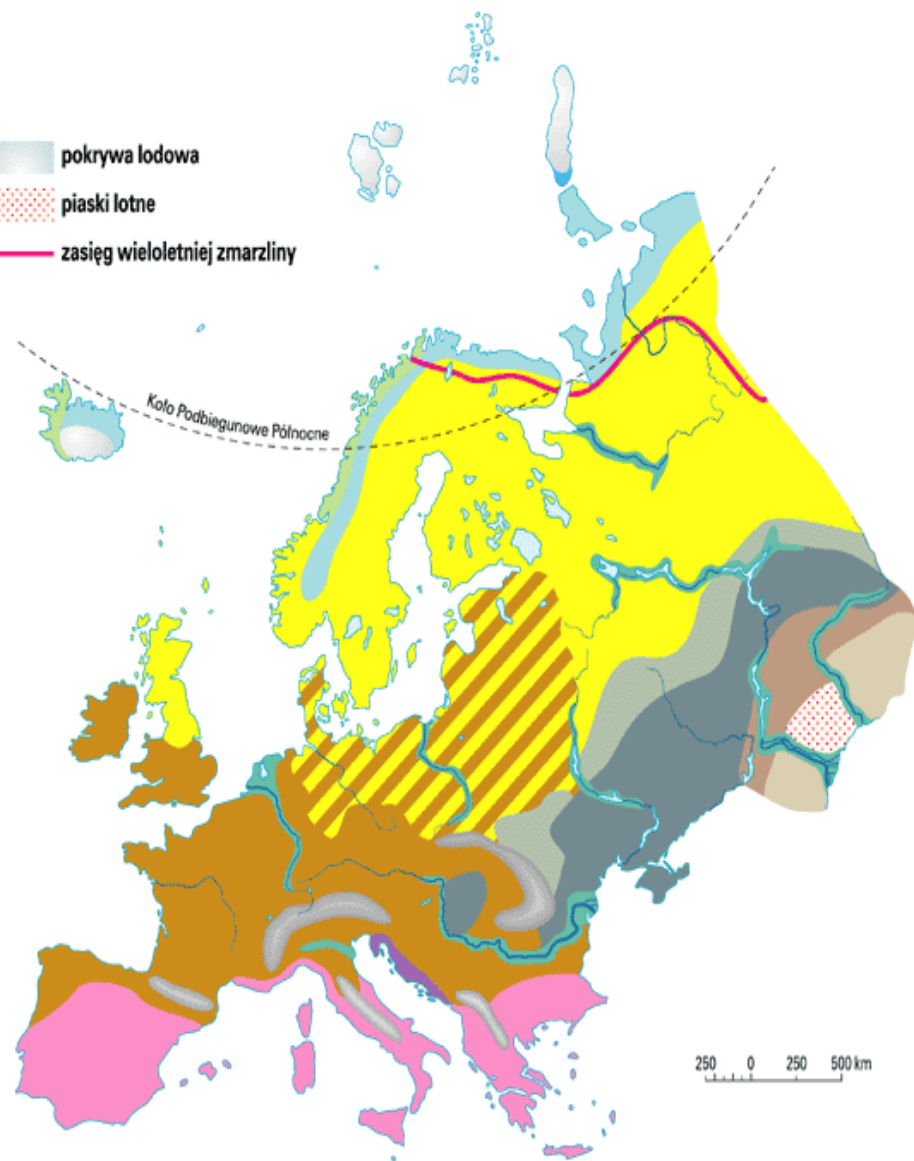 pokrywa lodowa
piaski lotne
zasięg wieloletniej zmarzliny
Koło Podbiegunowe Północne
250 0 250 500 km